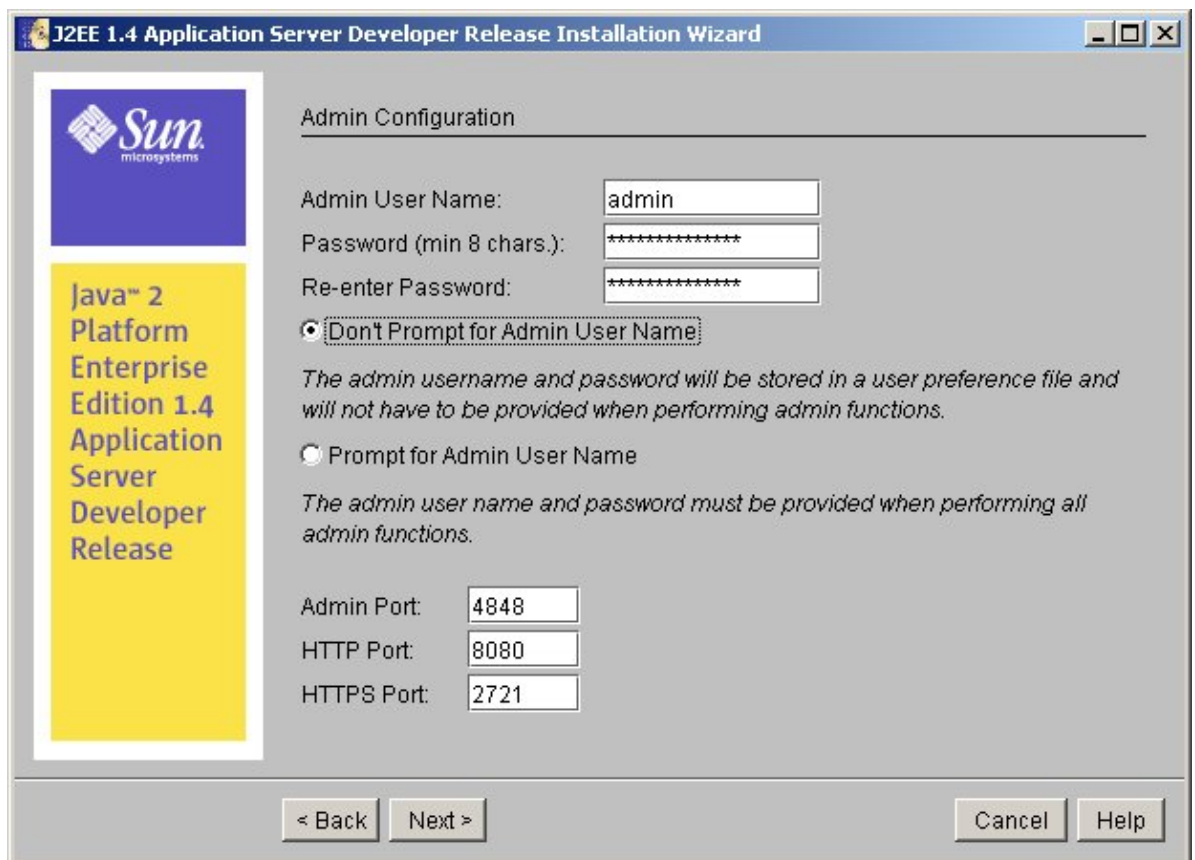 J2EE 1.4 Application Server Developer Release Installation Wizard
Sun
microsystems
Java™ 2
Platform
Enterprise
Edition 1.4
Application
Server
Developer
Release
Admin Configuration
Admin User Name: admin
Password (min 8 chars.): **************
Re-enter Password: **************
Don't Prompt for Admin User Name
The admin username and password will be stored in a user preference file and
will not have to be provided when performing admin functions.
Prompt for Admin User Name
The admin user name and password must be provided when performing all
admin functions.
Admin Port: 4848
HTTP Port: 8080
HTTPS Port: 2721
< Back Next > Cancel Help